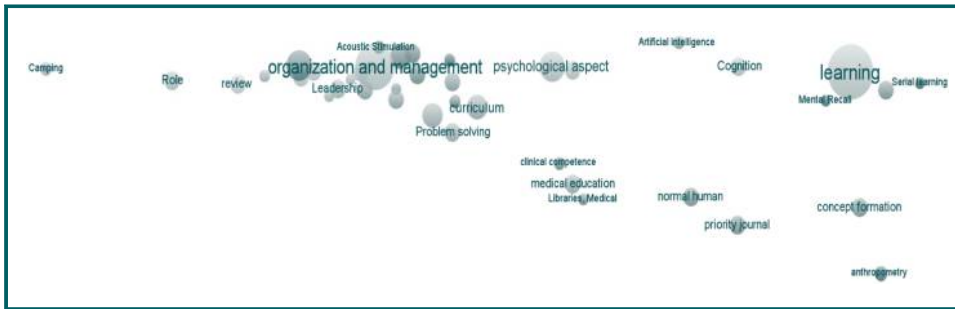 Acoustic Stimulation
Artificial intelligence
Camping
organization and management
psychological aspect
Cognition
learning
Role
review
Leadership
Serial learning
Mental Recall
curriculum
Problem solving
clinical competence
medical education
Libraries, Medical
normal human
priority journal
concept formation
anthropometry